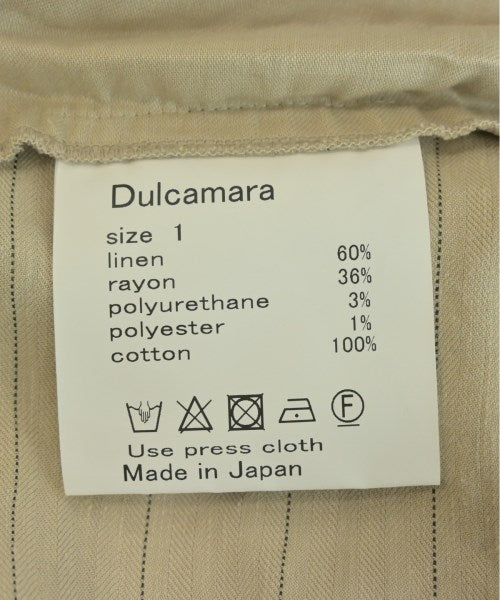 Dulcamara
size 1
linen 60%
rayon 36%
polyurethane 3%
polyester 1%
cotton 100%
F
Use press cloth
Made in Japan